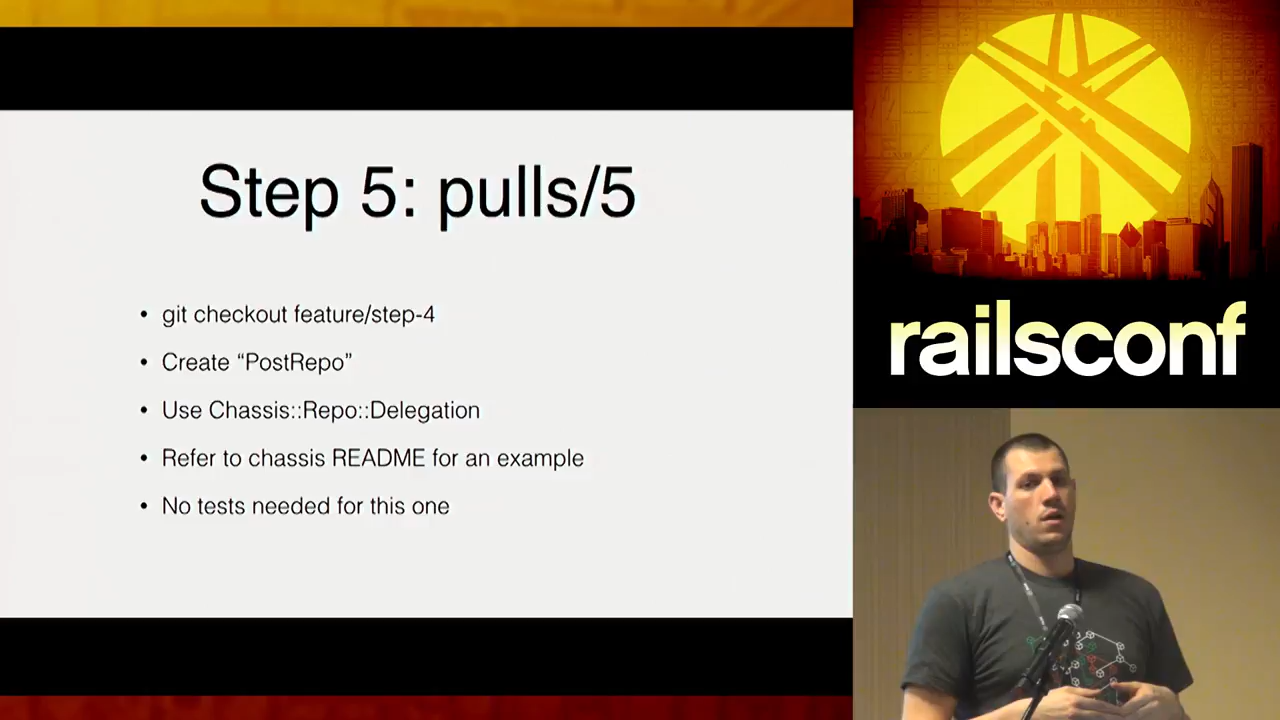 Step 5: pulls/5
• git checkout feature/step-4
• Create “PostRepo”
• Use Chassis::Repo::Delegation
• Refer to chassis README for an example
• No tests needed for this one
railsconf